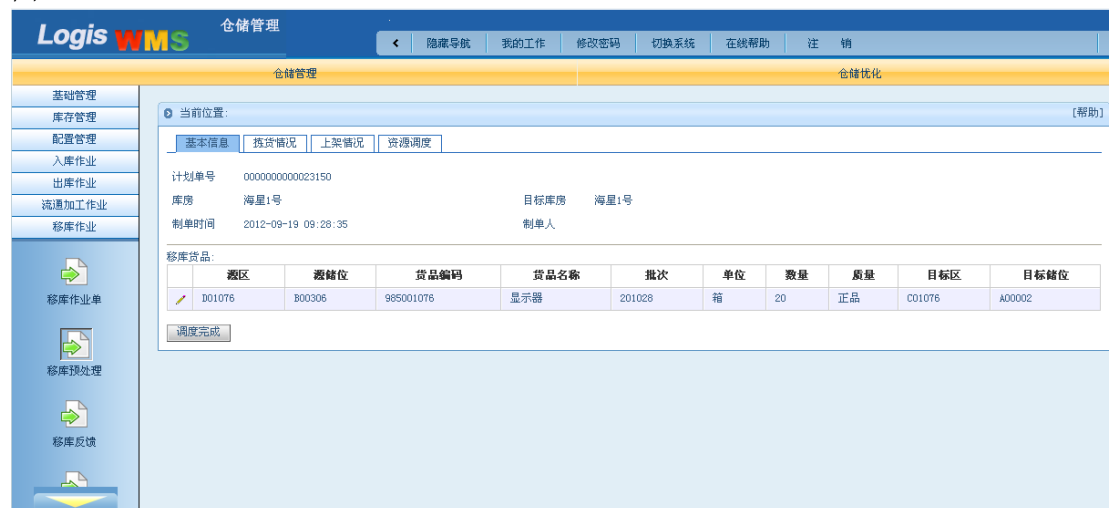 仓储管理
Logis WMS
隐藏导航 我的工作 修改密码 切换系统 在线帮助 注 销
仓储管理 仓储优化
基础管理
库存管理
配置管理
入库作业
出库作业
流通加工作业
移库作业
移库作业单
移库预处理
移库反馈
当前位置: [帮助]
基本信息 拣货情况 上架情况 资源调度
计划单号 0000000000023150
库房 海星1号 目标库房 海星1号
制单时间 2012-09-19 09:28:35 制单人
移库货品:
源区 源储位 货品编码 货品名称 批次 单位 数量 质量 目标区 目标储位
D01076 B00306 985001076 显示器 201028 箱 20 正品 C01076 A00002
调度完成